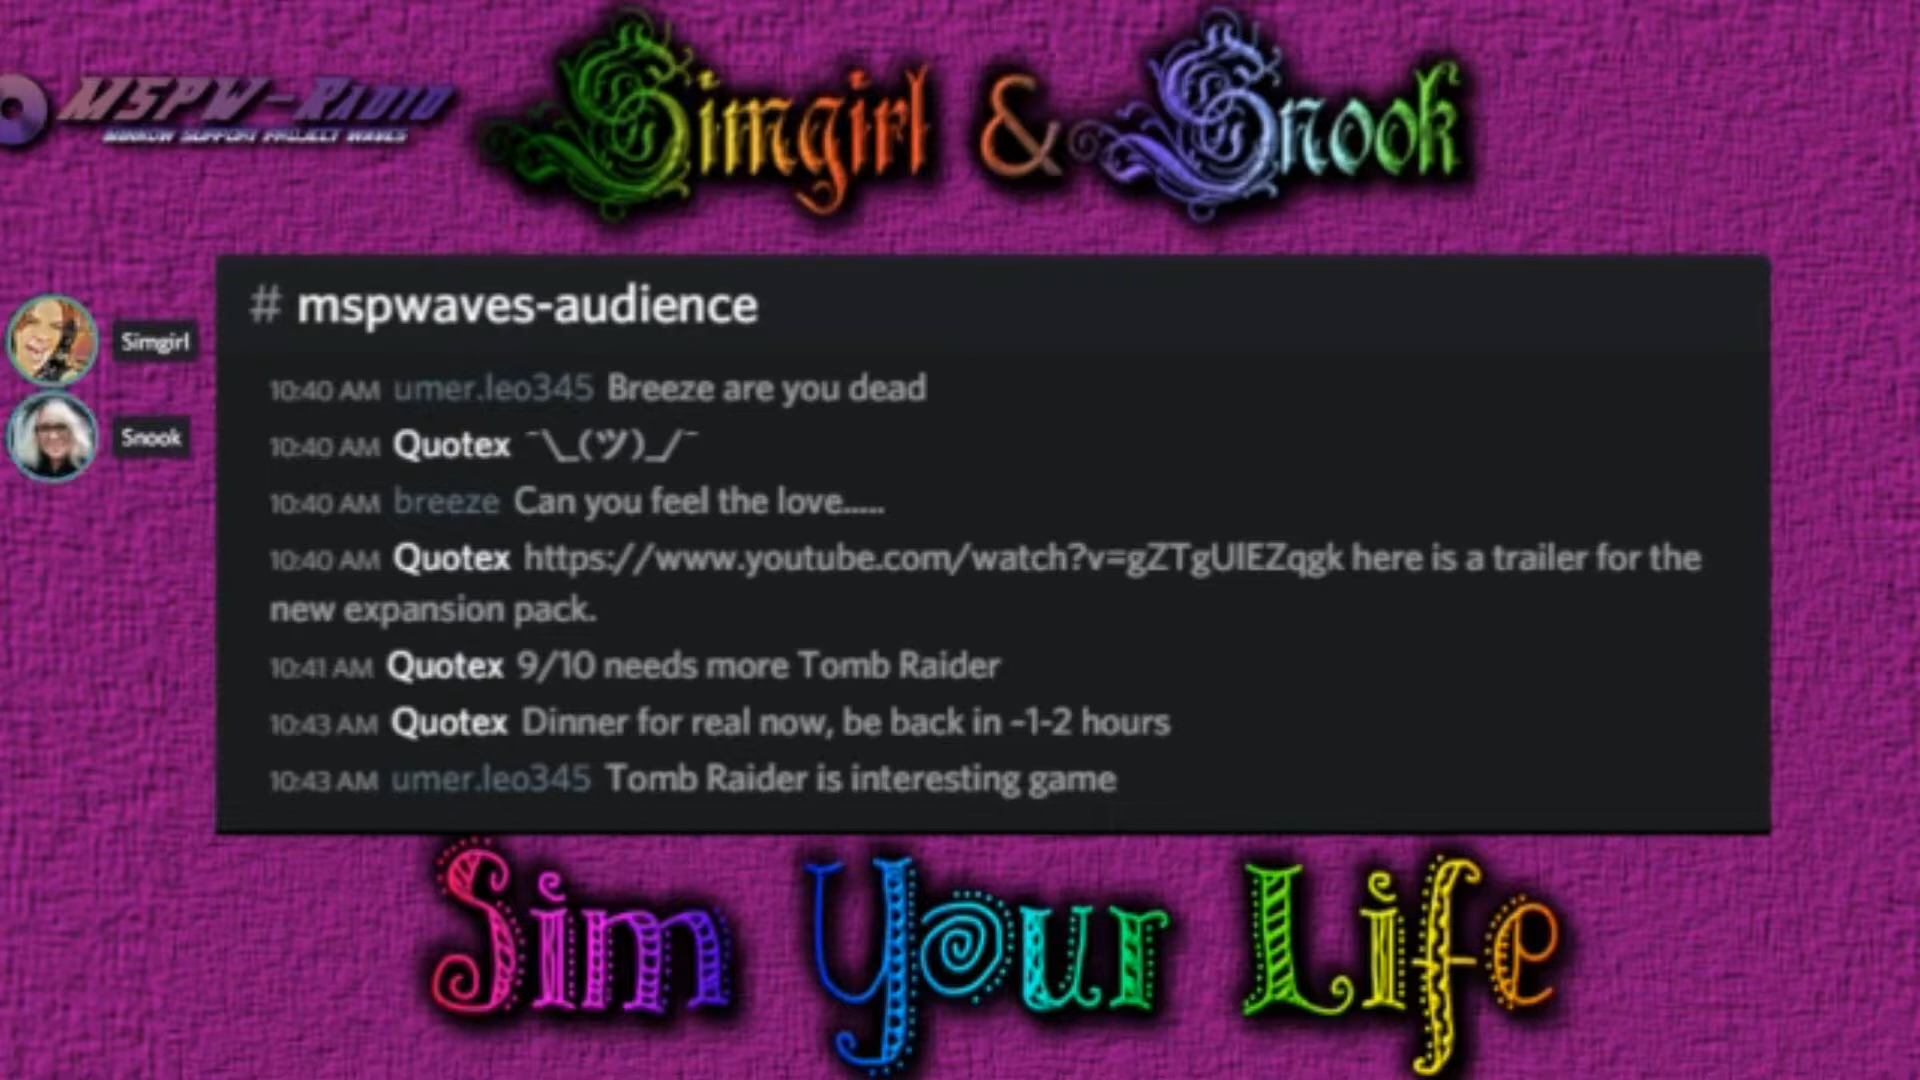 MSPW-Radio
MINNOW SUPPORT PROJECT WAVES
Simgirl & Snook
# mspwaves-audience
Simgirl
Snook
10:40 AM umer.leo345 Breeze are you dead
10:40 AM Quotex ¯\_(ツ)_/¯
10:40 AM breeze Can you feel the love.....
10:40 AM Quotex https://www.youtube.com/watch?v=gZTgUlEZqgk here is a trailer for the
new expansion pack.
10:41 AM Quotex 9/10 needs more Tomb Raider
10:43 AM Quotex Dinner for real now, be back in ~1-2 hours
10:43 AM umer.leo345 Tomb Raider is interesting game
Sim Your Life